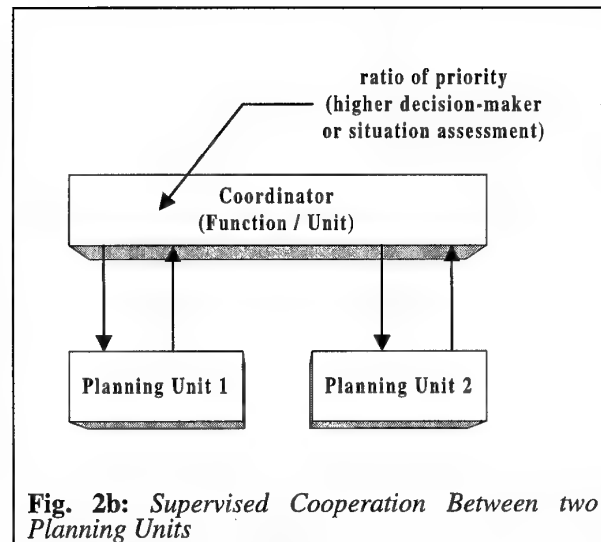 ratio of priority
(higher decision-maker
or situation assessment)
Coordinator
(Function / Unit)
Planning Unit 1
Planning Unit 2
Fig. 2b: Supervised Cooperation Between two
Planning Units